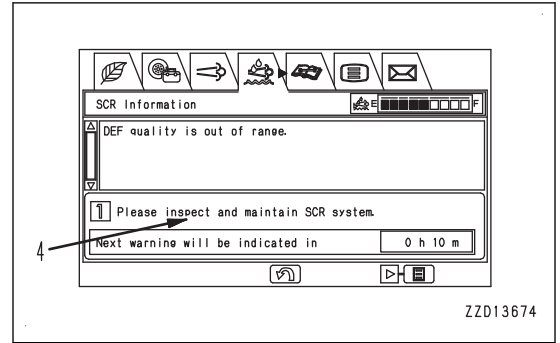 SCR Information
E F
DEF quality is out of range.
1 Please inspect and maintain SCR system.
4
Next warning will be indicated in 0 h 10 m
ZZD13674